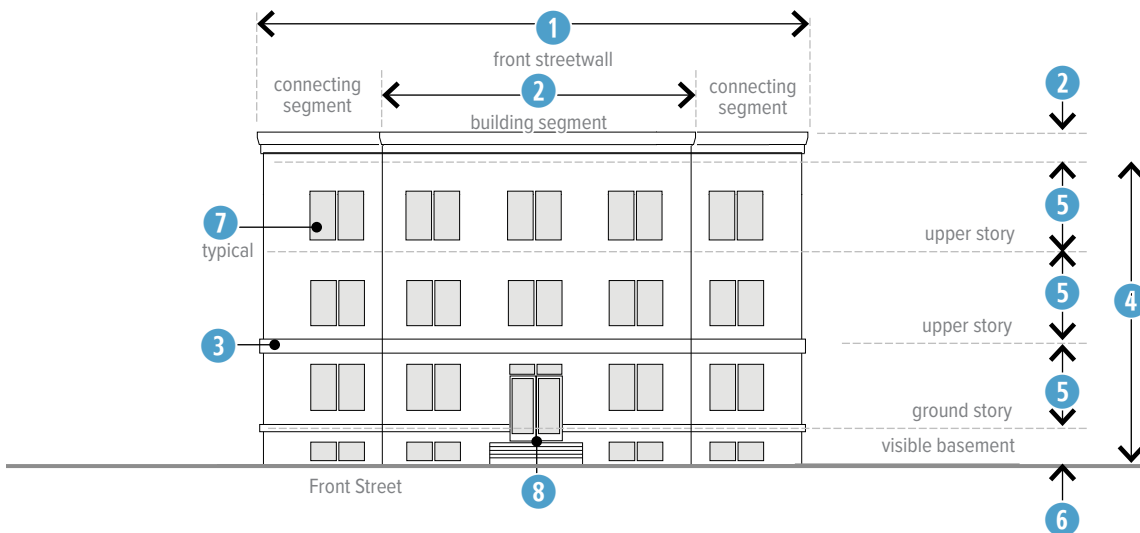 1
front streetwall
connecting
segment
2
building segment
connecting
segment
2
7
typical
5
upper story
5
4
upper story
3
5
ground story
visible basement
Front Street
8
6